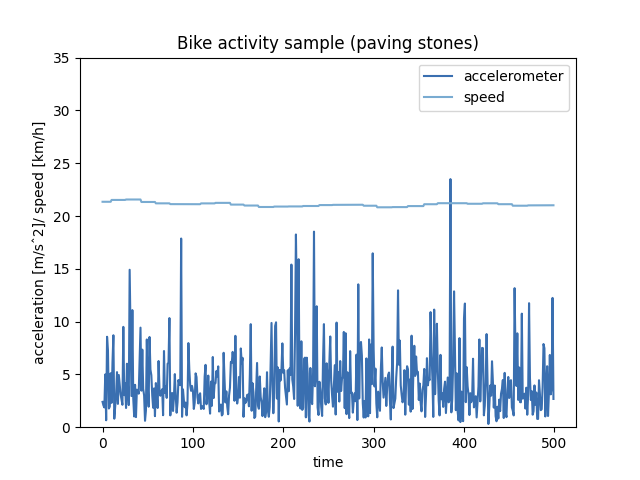 Bike activity sample (paving stones)
accelerometer
speed
acceleration [m/sˆ2]/ speed [km/h]
35
30
25
20
15
10
5
0
0 100 200 300 400 500
time